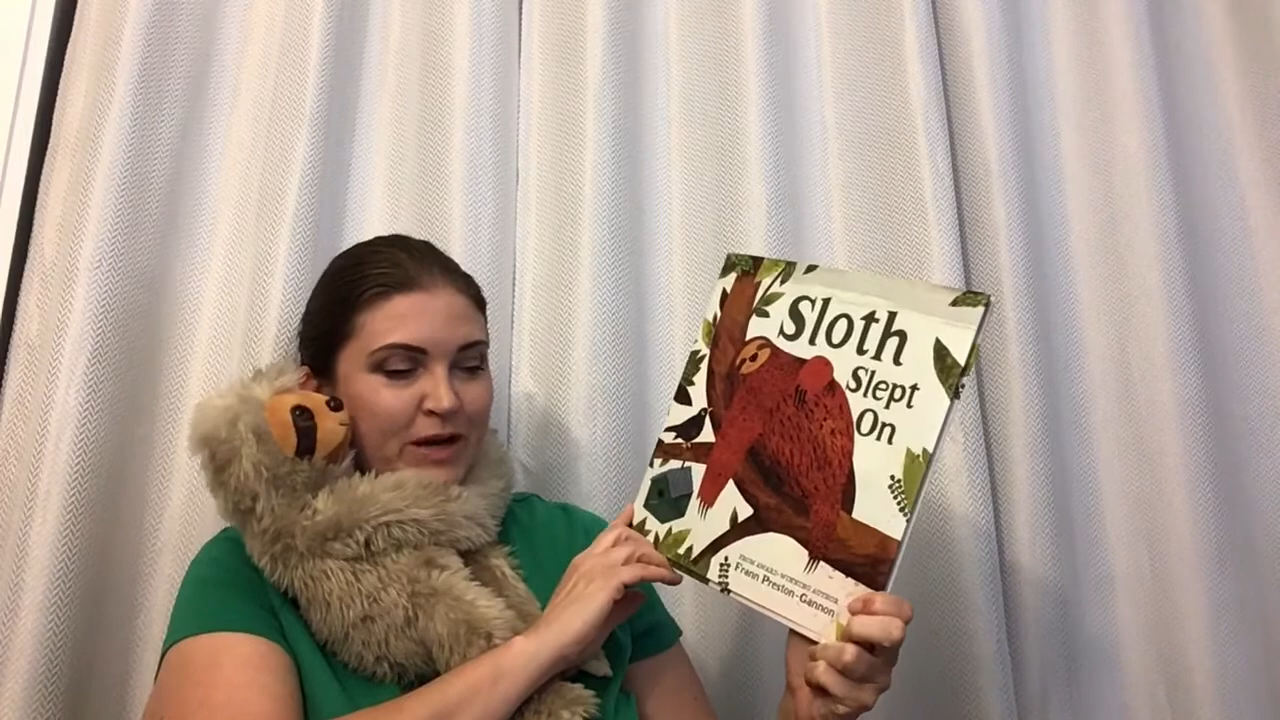 Sloth
Slept
On
FROM AWARD-WINNING AUTHOR
Frann Preston-Gannon